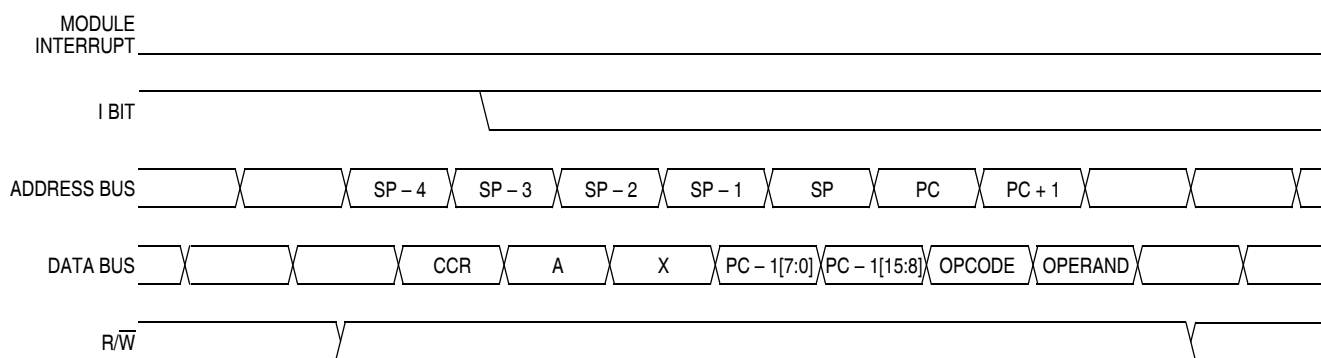 MODULE
INTERRUPT
I BIT
ADDRESS BUS SP – 4 SP – 3 SP – 2 SP – 1 SP PC PC + 1
DATA BUS CCR A X PC – 1[7:0] PC – 1[15:8] OPCODE OPERAND
R/W̅